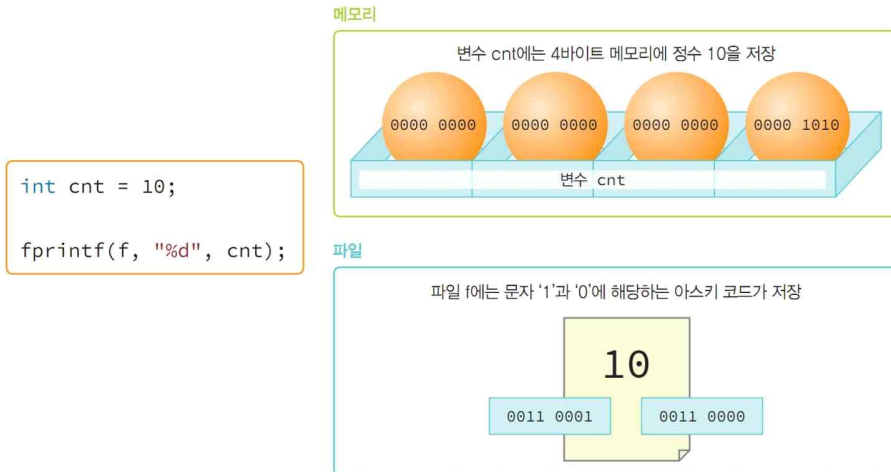 메모리
변수 cnt에는 4바이트 메모리에 정수 10을 저장
0000 0000 0000 0000 0000 0000 0000 1010
변수 cnt
int cnt = 10;
fprintf(f, "%d", cnt);
파일
파일 f에는 문자 ‘1’과 ‘0’에 해당하는 아스키 코드가 저장
10
0011 0001 0011 0000